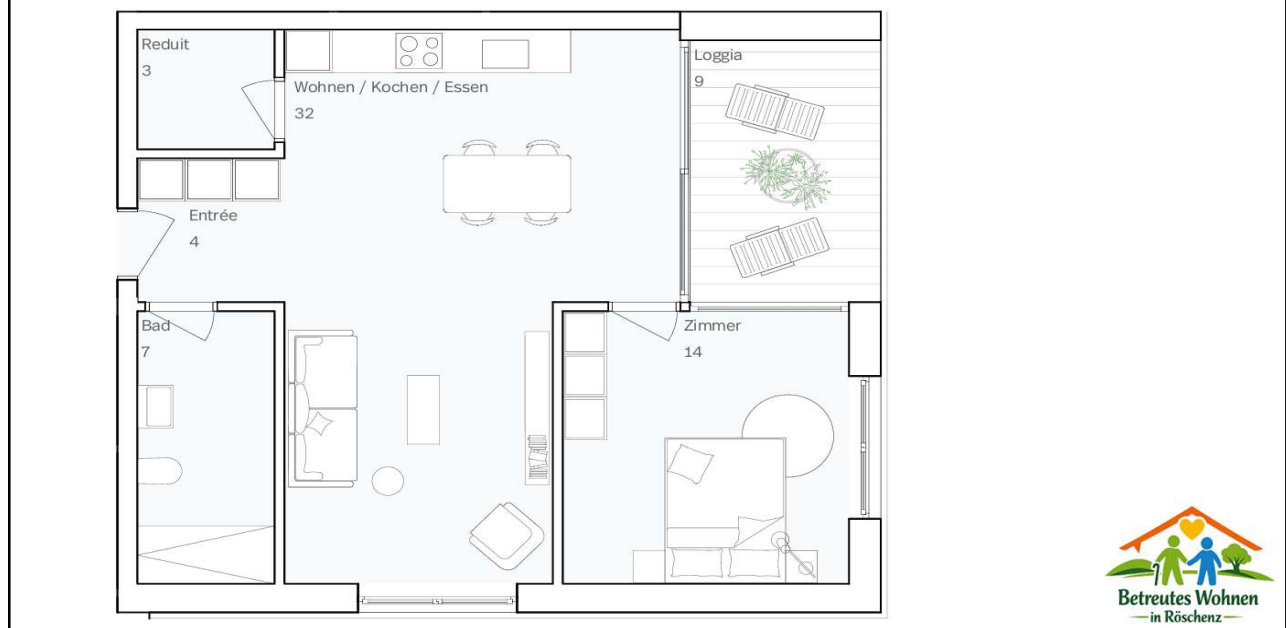 Reduit
3
Wohnen / Kochen / Essen
32
Loggia
9
Entrée
4
Bad
7
Zimmer
14
Betreutes Wohnen
in Röschenz